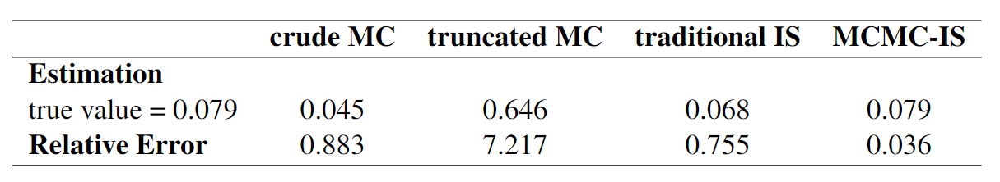 crude MC truncated MC traditional IS MCMC-IS
Estimation
true value = 0.079 0.045 0.646 0.068 0.079
Relative Error 0.883 7.217 0.755 0.036